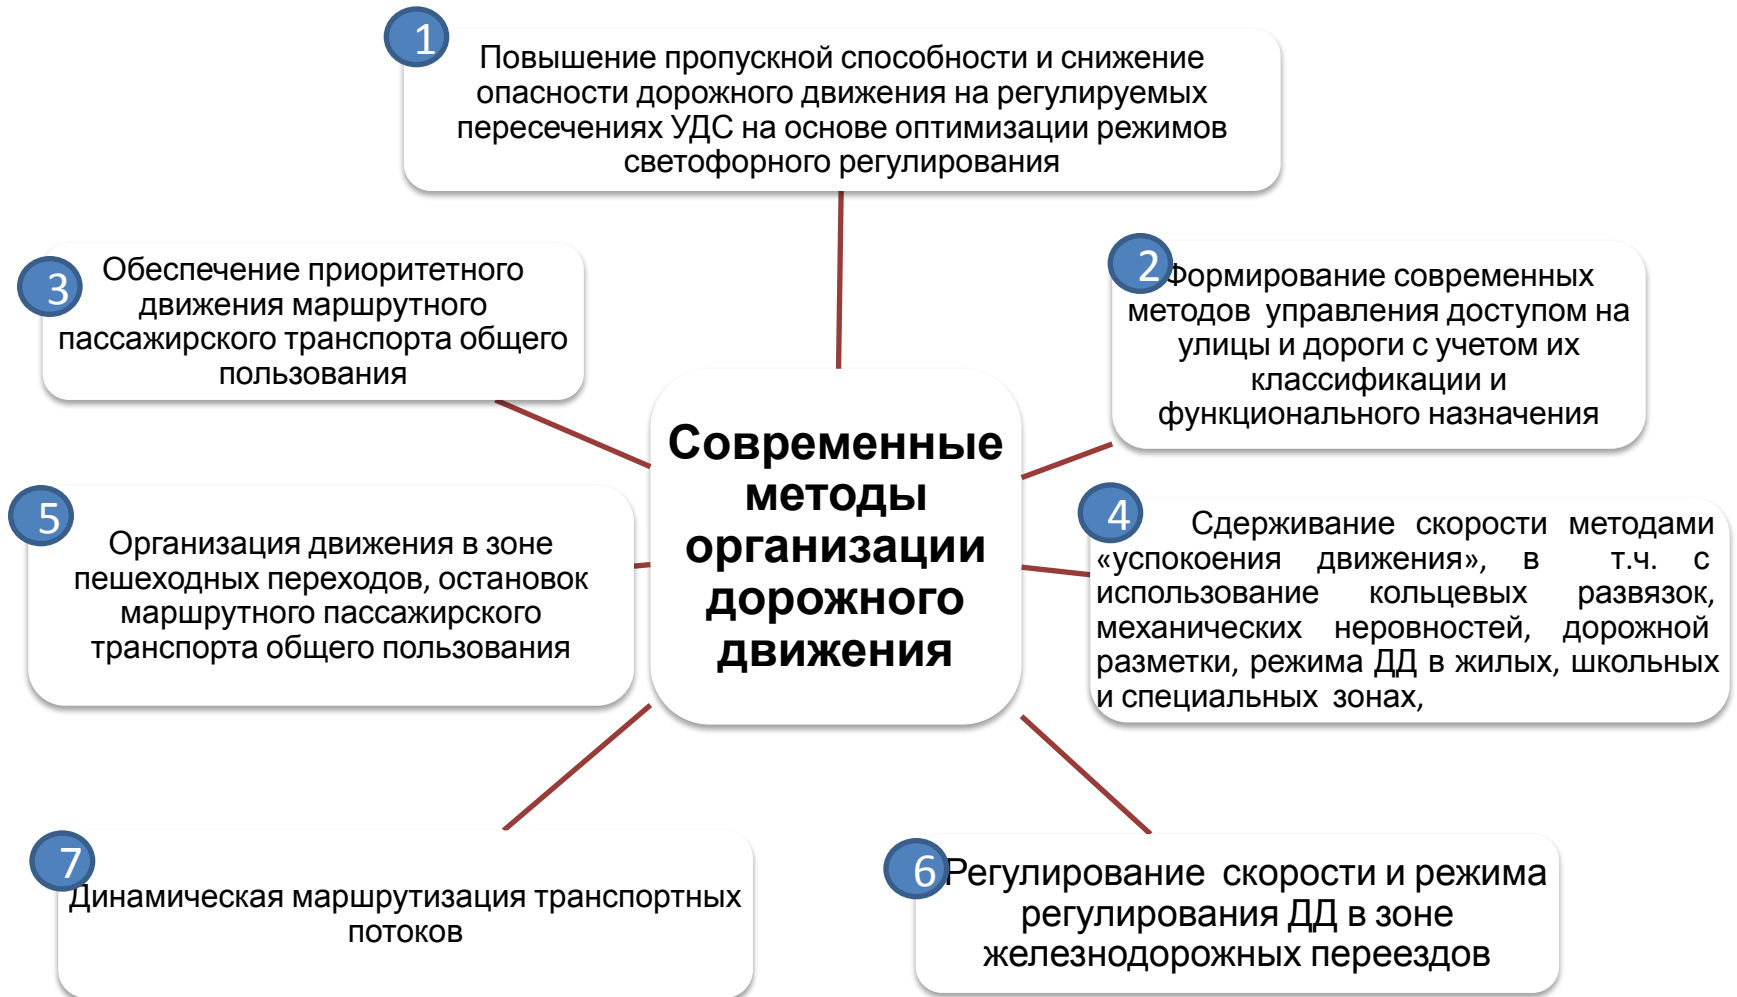 1
Повышение пропускной способности и снижение
опасности дорожного движения на регулируемых
пересечениях УДС на основе оптимизации режимов
светофорного регулирования
3
Обеспечение приоритетного
движения маршрутного
пассажирского транспорта общего
пользования
2
Формирование современных
методов управления доступом на
улицы и дороги с учетом их
классификации и
функционального назначения
Современные
методы
организации
дорожного
движения
5
Организация движения в зоне
пешеходных переходов, остановок
маршрутного пассажирского
транспорта общего пользования
4
Сдерживание скорости методами
«успокоения движения», в т.ч. с
использование кольцевых развязок,
механических неровностей, дорожной
разметки, режима ДД в жилых, школьных
и специальных зонах,
7
Динамическая маршрутизация транспортных
потоков
6
Регулирование скорости и режима
регулирования ДД в зоне
железнодорожных переездов